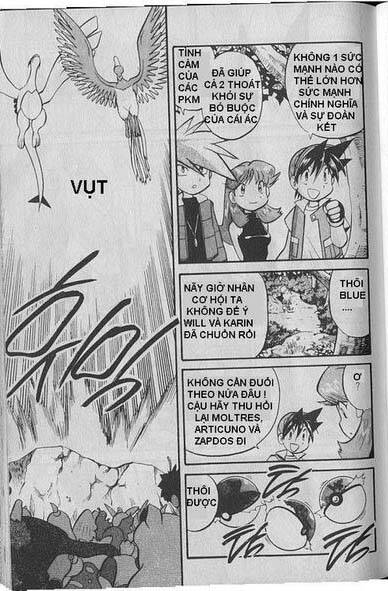 KHÔNG 1 SỨC
MẠNH NÀO CÓ
THỂ LỚN HƠN
SỨC MẠNH
CHÍNH NGHĨA
VÀ SỰ ĐOÀN
KẾT
ĐÃ GIÚP
CẢ 2 THOÁT
KHỎI SỰ
BÓ BUỘC
CỦA CÁI ÁC
TÌNH
CẢM
CỦA
CÁC
PKM
THÔI
BLUE
....
NÃY GIỜ NHÂN
CƠ HỘI TA
KHÔNG ĐỂ Ý
WILL VÀ KARIN
ĐÃ CHUỒN RỒI
Ơ
KHÔNG CẦN ĐUỔI
THEO NỮA ĐÂU !
CẬU HÃY THU HỒI
LẠI MOLTRES,
ARTICUNO VÀ
ZAPDOS ĐI
THÔI
ĐƯỢC
VỤT